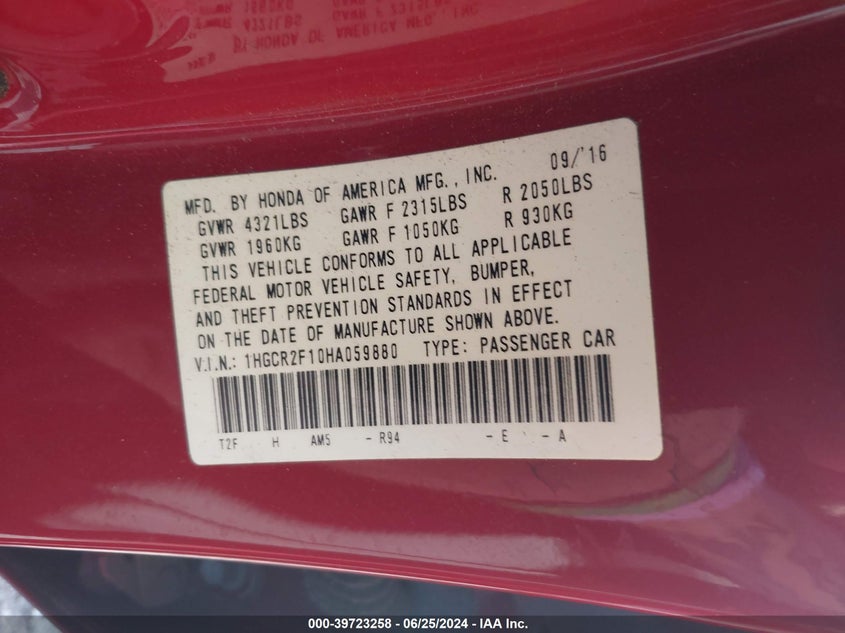 MFD. BY HONDA OF AMERICA MFG., INC. 09/'16
GVWR 4321LBS GAWR F 2315LBS R 2050LBS
GVWR 1960KG GAWR F 1050KG R 930KG
THIS VEHICLE CONFORMS TO ALL APPLICABLE
FEDERAL MOTOR VEHICLE SAFETY, BUMPER,
AND THEFT PREVENTION STANDARDS IN EFFECT
ON THE DATE OF MANUFACTURE SHOWN ABOVE.
V.I.N.: 1HGCR2F10HA059880 TYPE: PASSENGER CAR
T2F H AM5 - R94 - E - A
000-39723258 - 06/25/2024 - IAA Inc.